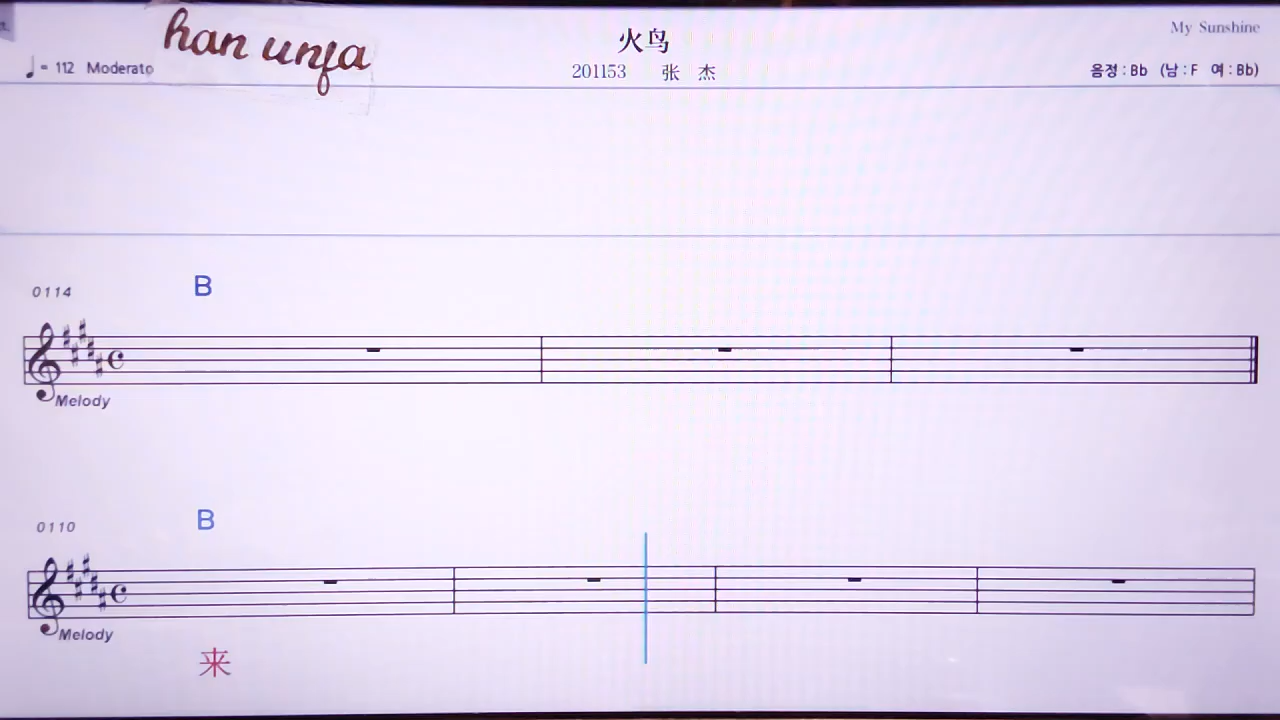 han unfa
火鸟
My Sunshine
♩= 112 Moderato
201153 张 杰
음정 : Bb (남 : F 여 : Bb)
0114
B
Melody
0110
B
Melody
来